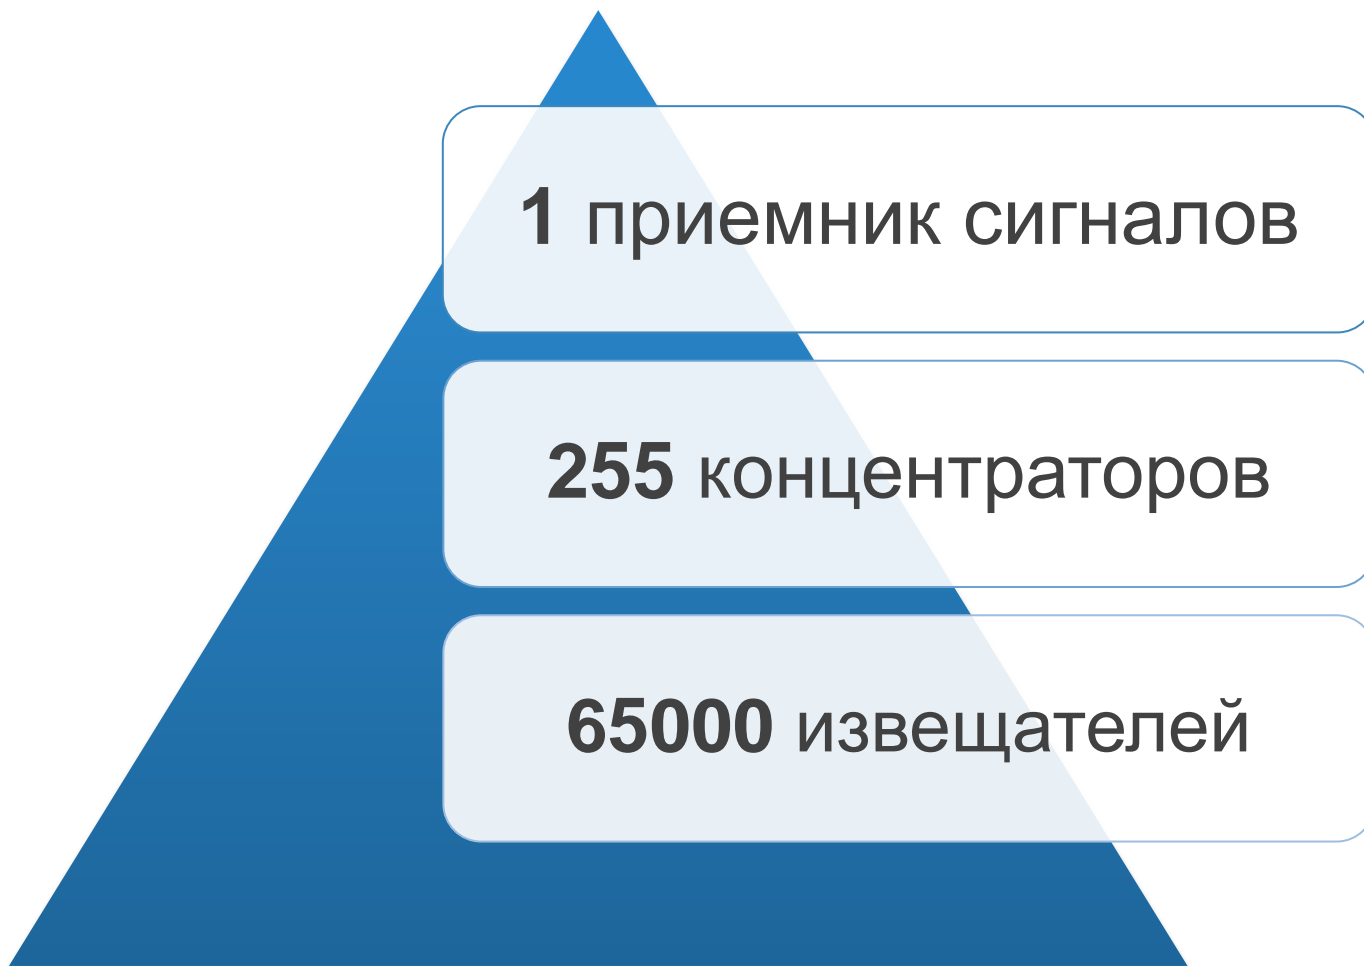 1 приемник сигналов
255 концентраторов
65000 извещателей